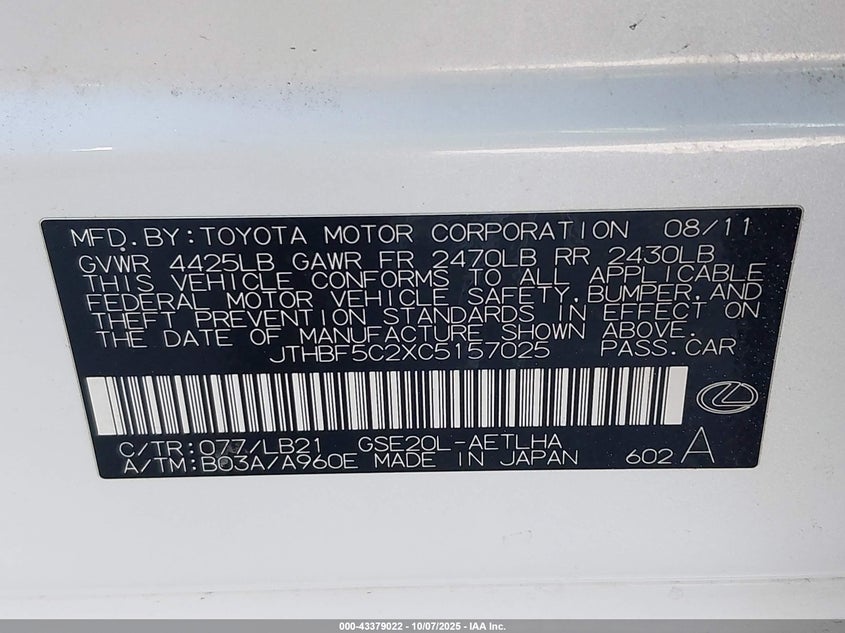 MFD. BY: TOYOTA MOTOR CORPORATION 08/11
GVWR 4425LB GAWR FR 2470LB RR 2430LB
THIS VEHICLE CONFORMS TO ALL APPLICABLE
FEDERAL MOTOR VEHICLE SAFETY, BUMPER, AND
THEFT PREVENTION STANDARDS IN EFFECT ON
THE DATE OF MANUFACTURE SHOWN ABOVE.
JTHBF5C2XC5157025 PASS. CAR
C/TR: 077/LB21 GSE20L-AETLHA
A/TM: B03A/A960E MADE IN JAPAN 602 A
000-43379022 - 10/07/2025 - IAA Inc.